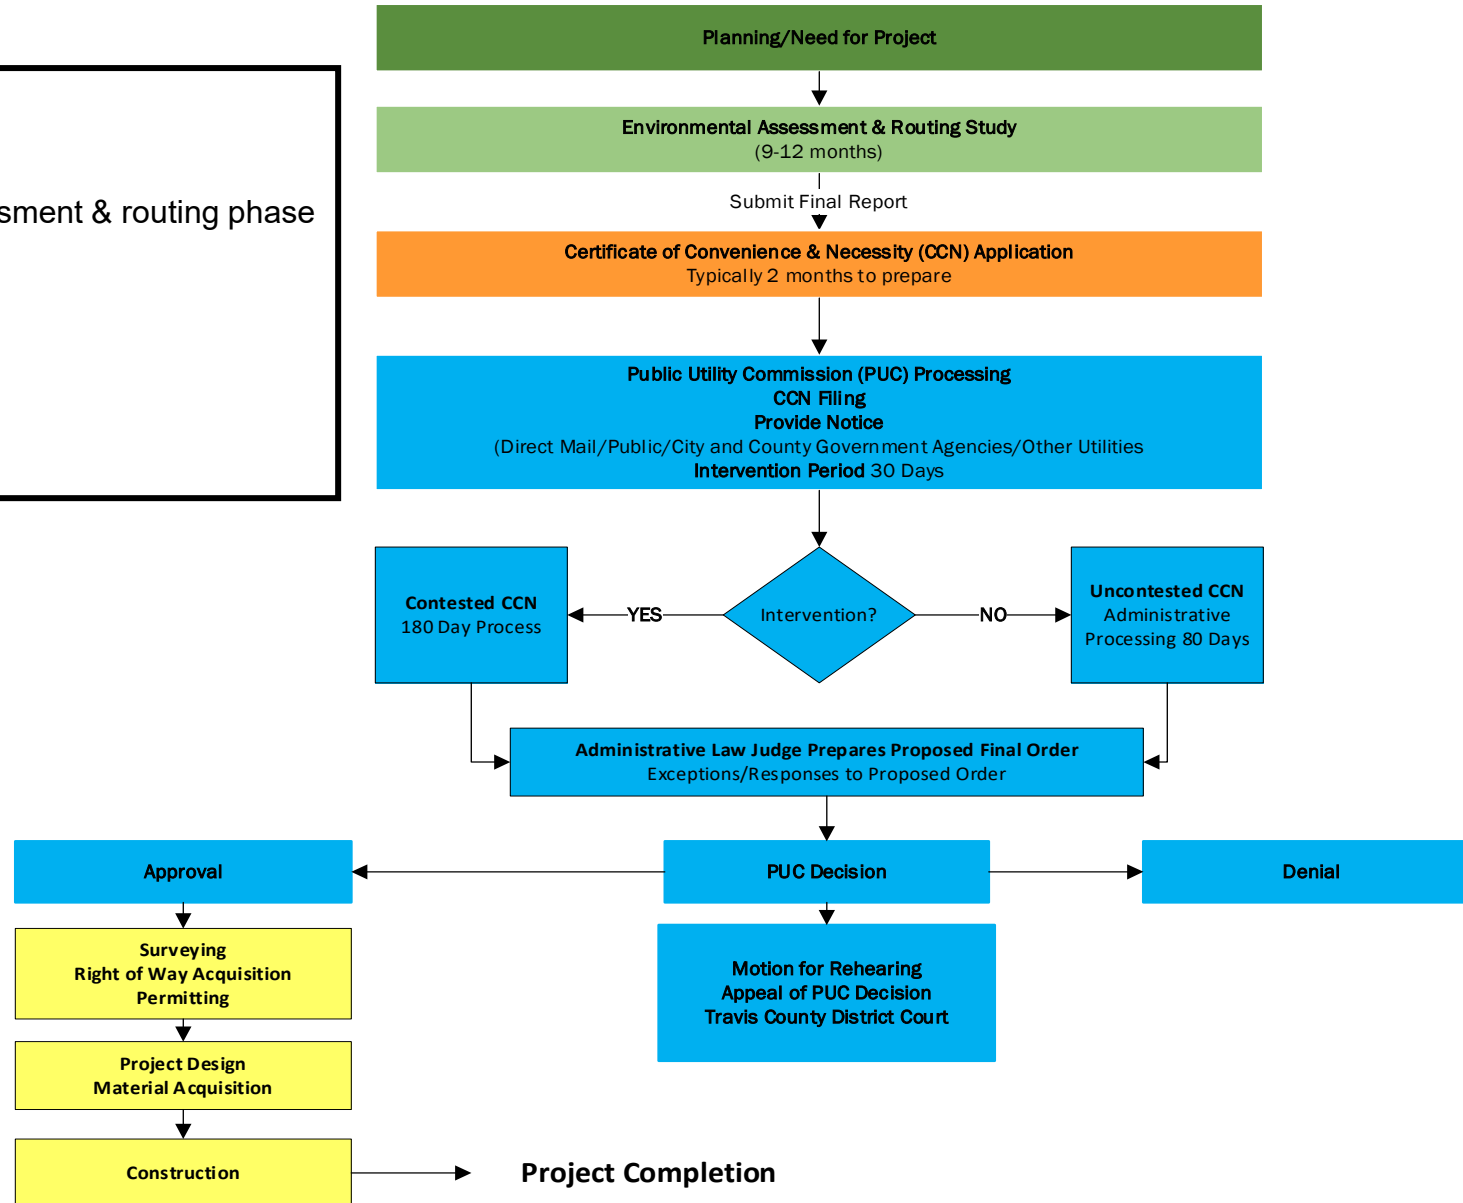 Planning/Need for Project
Environmental Assessment & Routing Study
(9-12 months)
ssment & routing phase
Submit Final Report
Certificate of Convenience & Necessity (CCN) Application
Typically 2 months to prepare
Public Utility Commission (PUC) Processing
CCN Filing
Provide Notice
(Direct Mail/Public/City and County Government Agencies/Other Utilities
Intervention Period 30 Days
Contested CCN
180 Day Process
YES
Intervention?
NO
Uncontested CCN
Administrative
Processing 80 Days
Administrative Law Judge Prepares Proposed Final Order
Exceptions/Responses to Proposed Order
Approval
PUC Decision
Denial
Surveying
Right of Way Acquisition
Permitting
Motion for Rehearing
Appeal of PUC Decision
Travis County District Court
Project Design
Material Acquisition
Construction
Project Completion